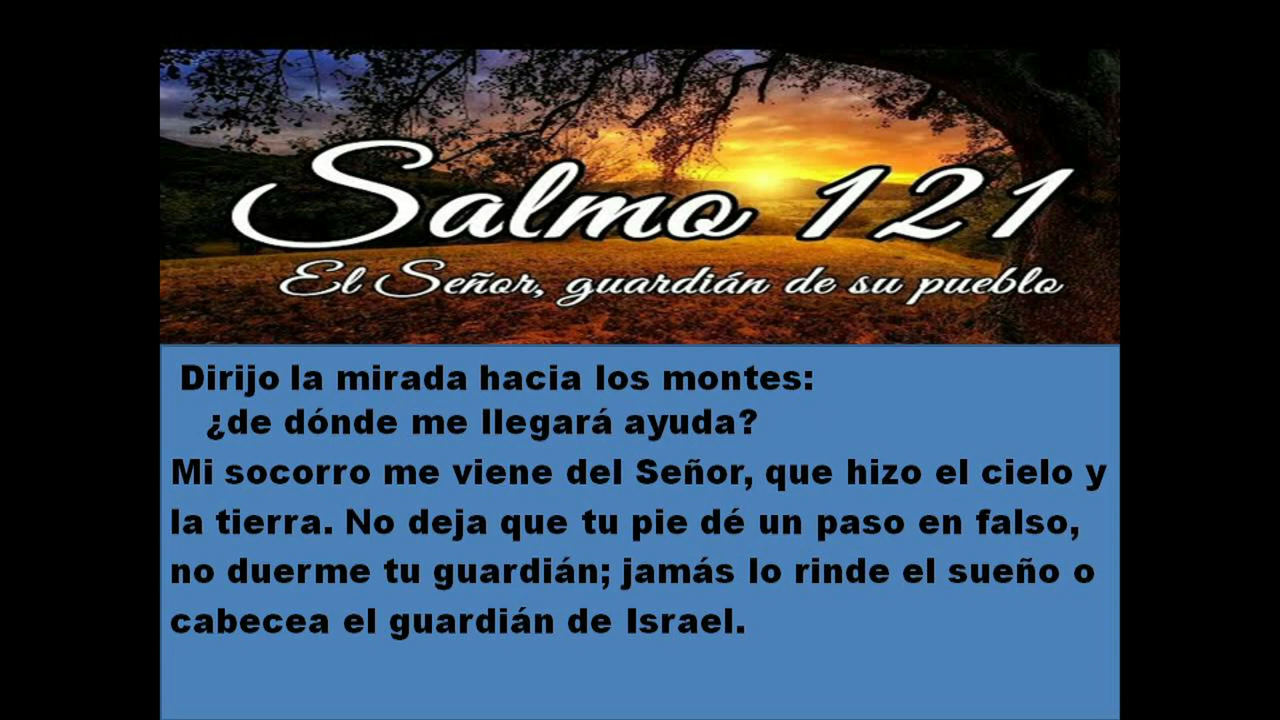 Salmo 121
El Señor, guardián de su pueblo
Dirijo la mirada hacia los montes:
¿de dónde me llegará ayuda?
Mi socorro me viene del Señor, que hizo el cielo y
la tierra. No deja que tu pie dé un paso en falso,
no duerme tu guardián; jamás lo rinde el sueño o
cabecea el guardián de Israel.